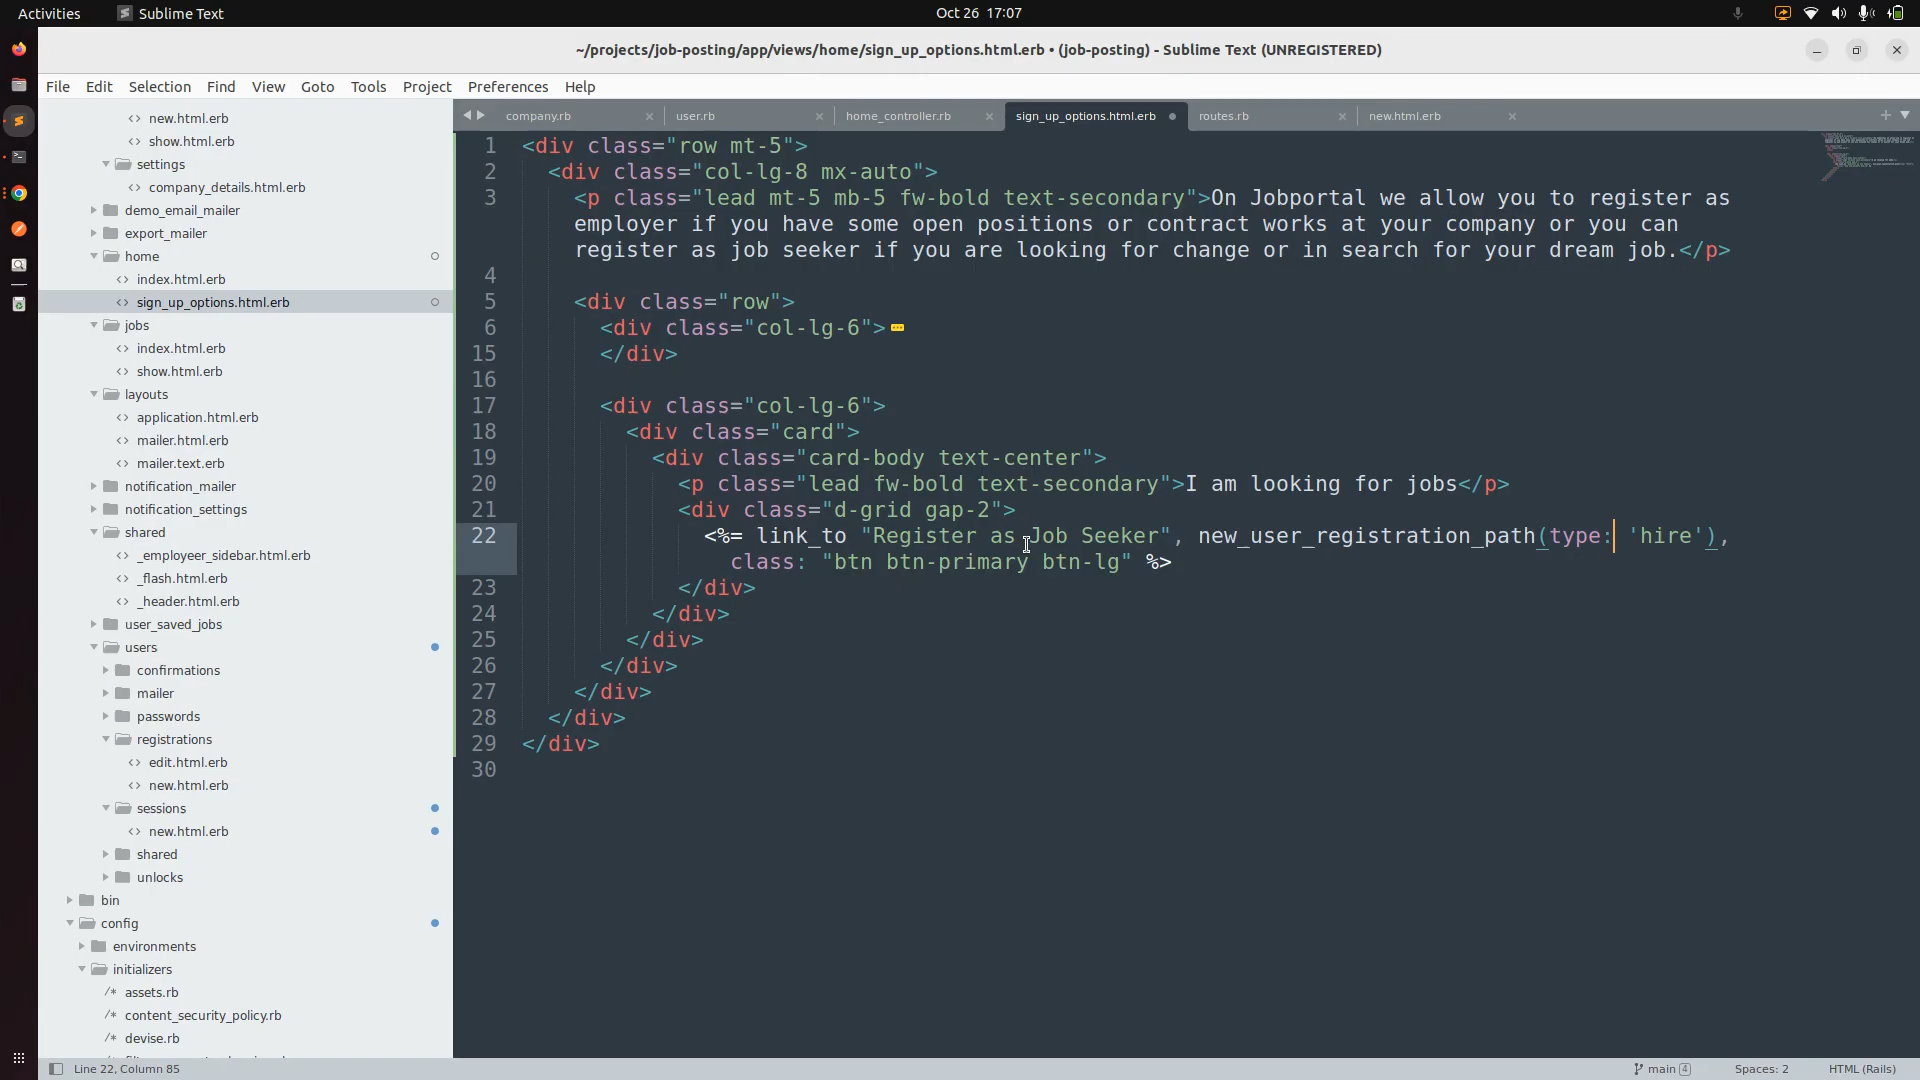 Activities
Sublime Text
Oct 26 17:07
~/projects/job-posting/app/views/home/sign_up_options.html.erb • (job-posting) - Sublime Text (UNREGISTERED)
File Edit Selection Find View Goto Tools Project Preferences Help
new.html.erb
show.html.erb
settings
company_details.html.erb
demo_email_mailer
export_mailer
home
index.html.erb
sign_up_options.html.erb
jobs
index.html.erb
show.html.erb
layouts
application.html.erb
mailer.html.erb
mailer.text.erb
notification_mailer
notification_settings
shared
_employeer_sidebar.html.erb
_flash.html.erb
_header.html.erb
user_saved_jobs
users
confirmations
mailer
passwords
registrations
edit.html.erb
new.html.erb
sessions
new.html.erb
shared
unlocks
bin
config
environments
initializers
/* assets.rb
/* content_security_policy.rb
/* devise.rb
company.rb
user.rb
home_controller.rb
sign_up_options.html.erb
routes.rb
new.html.erb
1 <div class="row mt-5">
2 <div class="col-lg-8 mx-auto">
3 <p class="lead mt-5 mb-5 fw-bold text-secondary">On Jobportal we allow you to register as
employer if you have some open positions or contract works at your company or you can
register as job seeker if you are looking for change or in search for your dream job.</p>
4
5 <div class="row">
6 <div class="col-lg-6">
15 </div>
16
17 <div class="col-lg-6">
18 <div class="card">
19 <div class="card-body text-center">
20 <p class="lead fw-bold text-secondary">I am looking for jobs</p>
21 <div class="d-grid gap-2">
22 <%= link_to "Register as Job Seeker", new_user_registration_path(type: 'hire'),
class: "btn btn-primary btn-lg" %>
23 </div>
24 </div>
25 </div>
26 </div>
27 </div>
28 </div>
29 </div>
30
Line 22, Column 85
main 4
Spaces: 2
HTML (Rails)